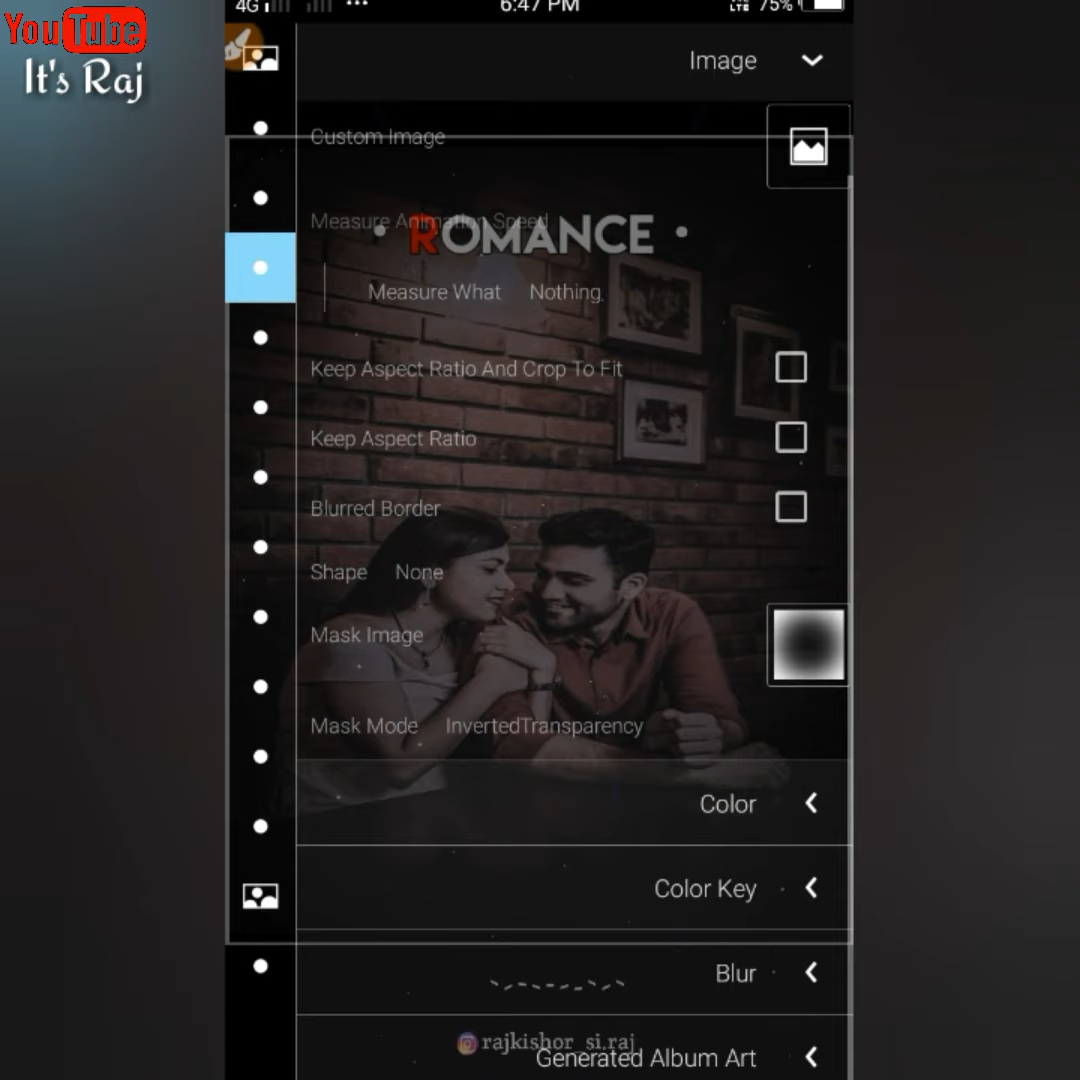 YouTube
It's Raj
4G 6:47 PM 75%
Image
Custom Image
Measure Animation Speed
• ROMANCE •
Measure What Nothing
Keep Aspect Ratio And Crop To Fit
Keep Aspect Ratio
Blurred Border
Shape None
Mask Image
Mask Mode InvertedTransparency
Color
Color Key
Blur
rajkishor_si.raj
Generated Album Art